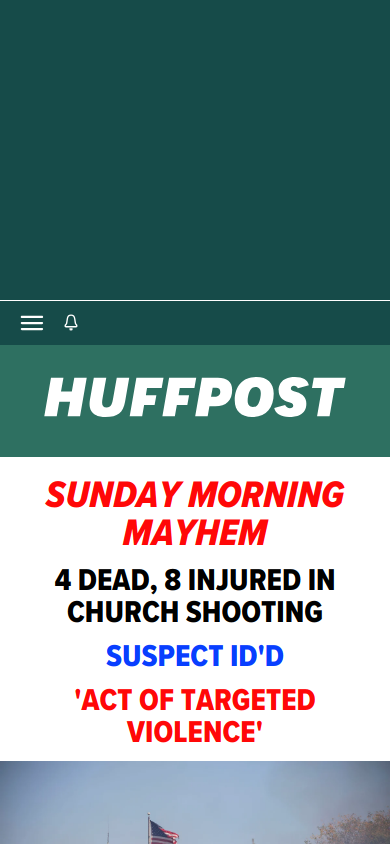 HUFFPOST
SUNDAY MORNING
MAYHEM
4 DEAD, 8 INJURED IN
CHURCH SHOOTING
SUSPECT ID'D
'ACT OF TARGETED
VIOLENCE'